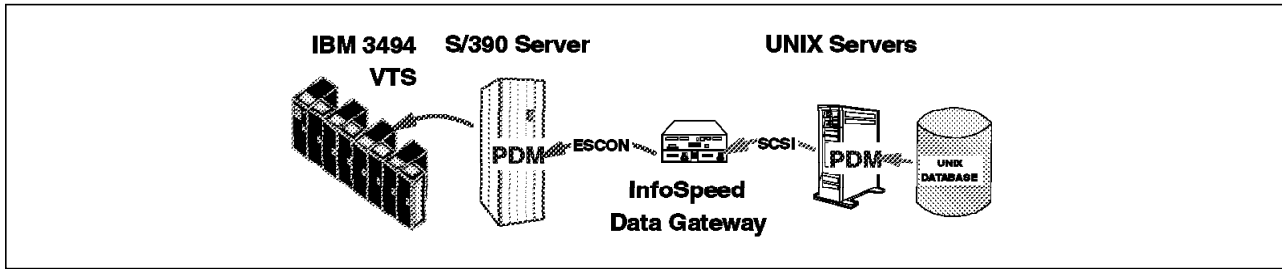 IBM 3494
VTS
S/390 Server
UNIX Servers
PDM
ESCON
SCSI
PDM
UNIX
DATABASE
InfoSpeed
Data Gateway